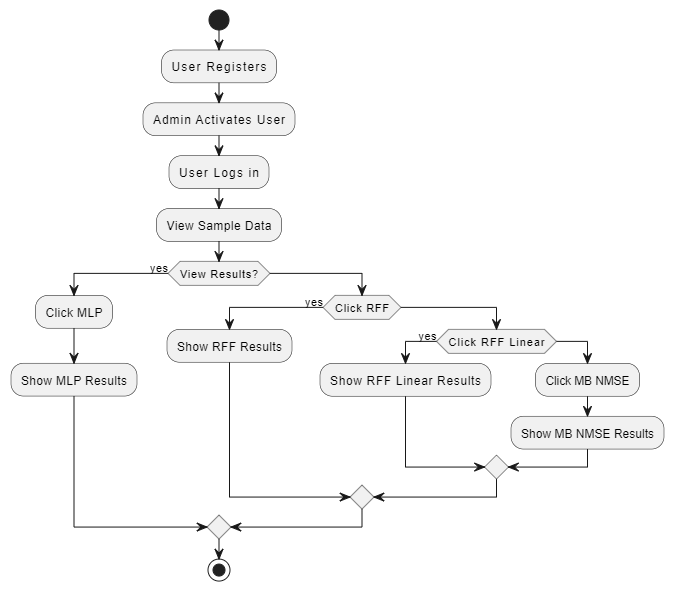 User Registers
Admin Activates User
User Logs in
View Sample Data
yes
View Results?
Click MLP
yes
Click RFF
Show RFF Results
yes
Click RFF Linear
Show MLP Results
Show RFF Linear Results
Click MB NMSE
Show MB NMSE Results